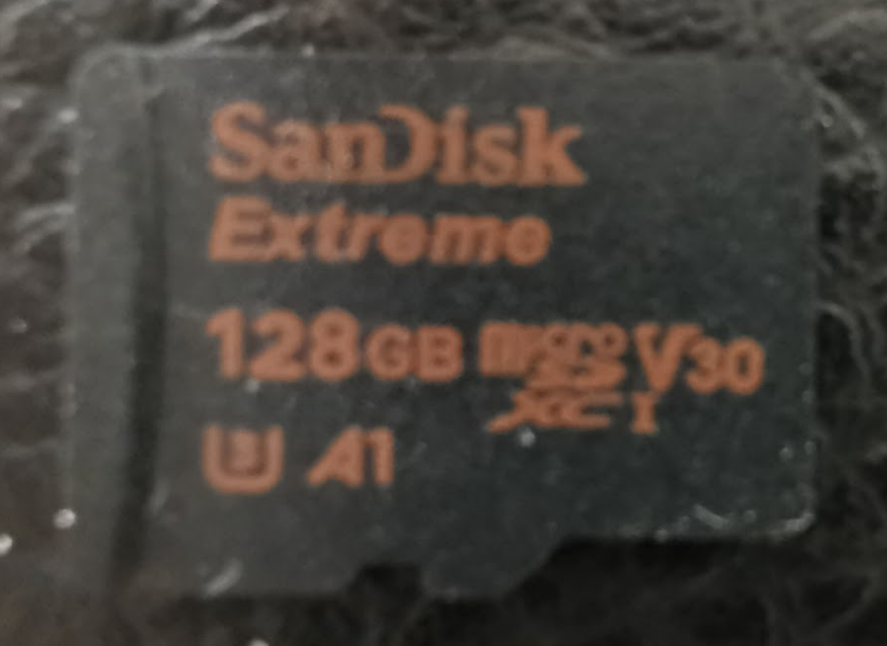 SanDisk
Extreme
128GB micro SD XC I V30
U3 A1